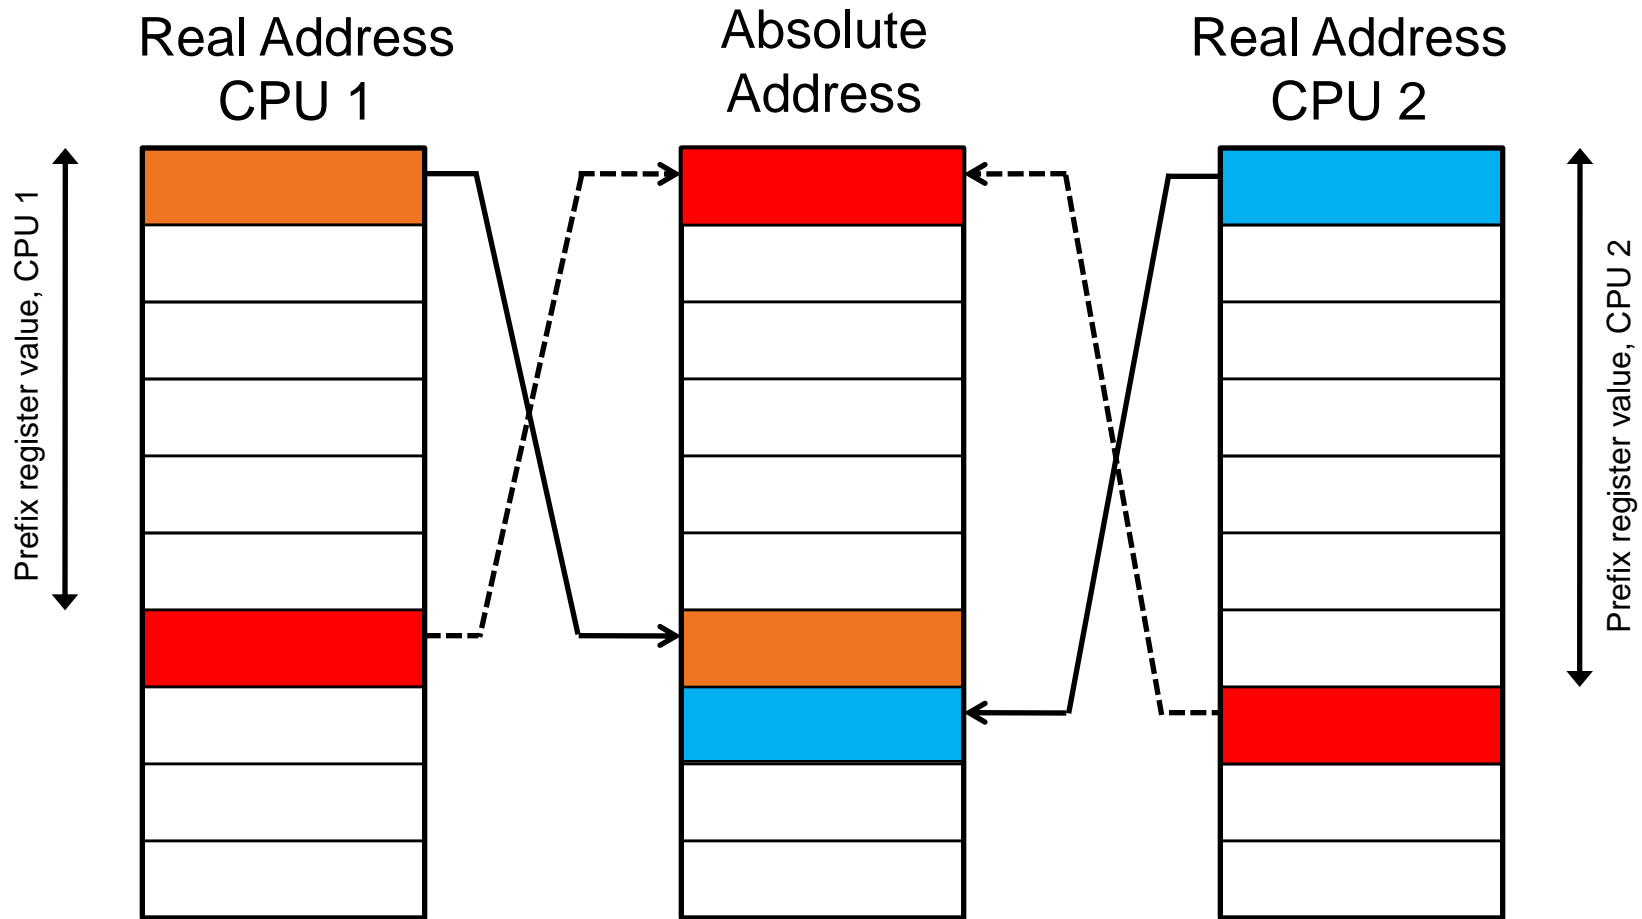 Real Address
CPU 1
Absolute
Address
Real Address
CPU 2
Prefix register value, CPU 1
Prefix register value, CPU 2